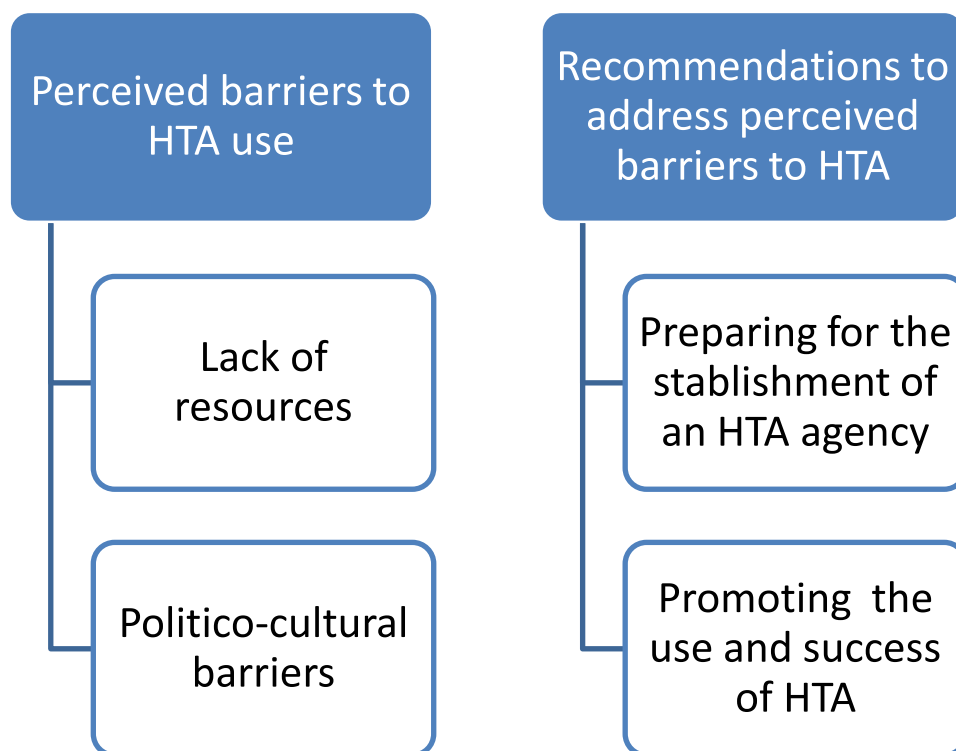 Perceived barriers to
HTA use
Lack of
resources
Politico-cultural
barriers
Recommendations to
address perceived
barriers to HTA
Preparing for the
stablishment of
an HTA agency
Promoting  the
use and success
of HTA